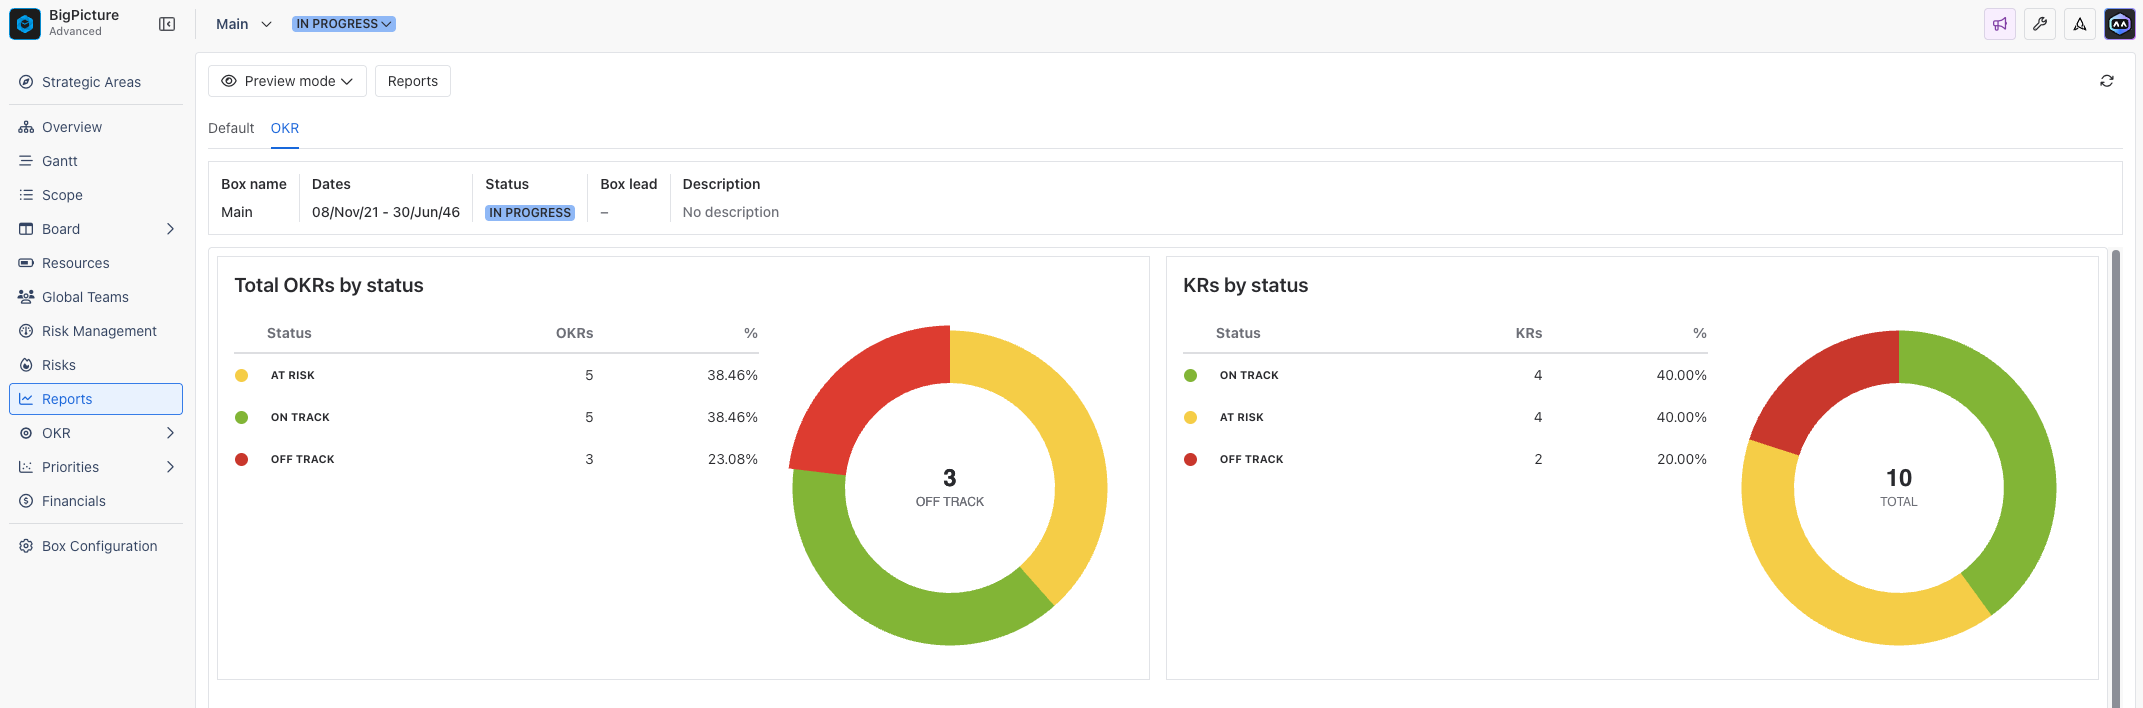 BigPicture
Advanced
Main
IN PROGRESS
Strategic Areas
Overview
Gantt
Scope
Board
Resources
Global Teams
Risk Management
Risks
Reports
OKR
Priorities
Financials
Box Configuration
Preview mode
Reports
Default OKR
Box name Dates Status Box lead Description
Main 08/Nov/21 - 30/Jun/46 IN PROGRESS – No description
Total OKRs by status
Status OKRs %
AT RISK 5 38.46%
ON TRACK 5 38.46%
OFF TRACK 3 23.08%
3
OFF TRACK
KRs by status
Status KRs %
ON TRACK 4 40.00%
AT RISK 4 40.00%
OFF TRACK 2 20.00%
10
TOTAL